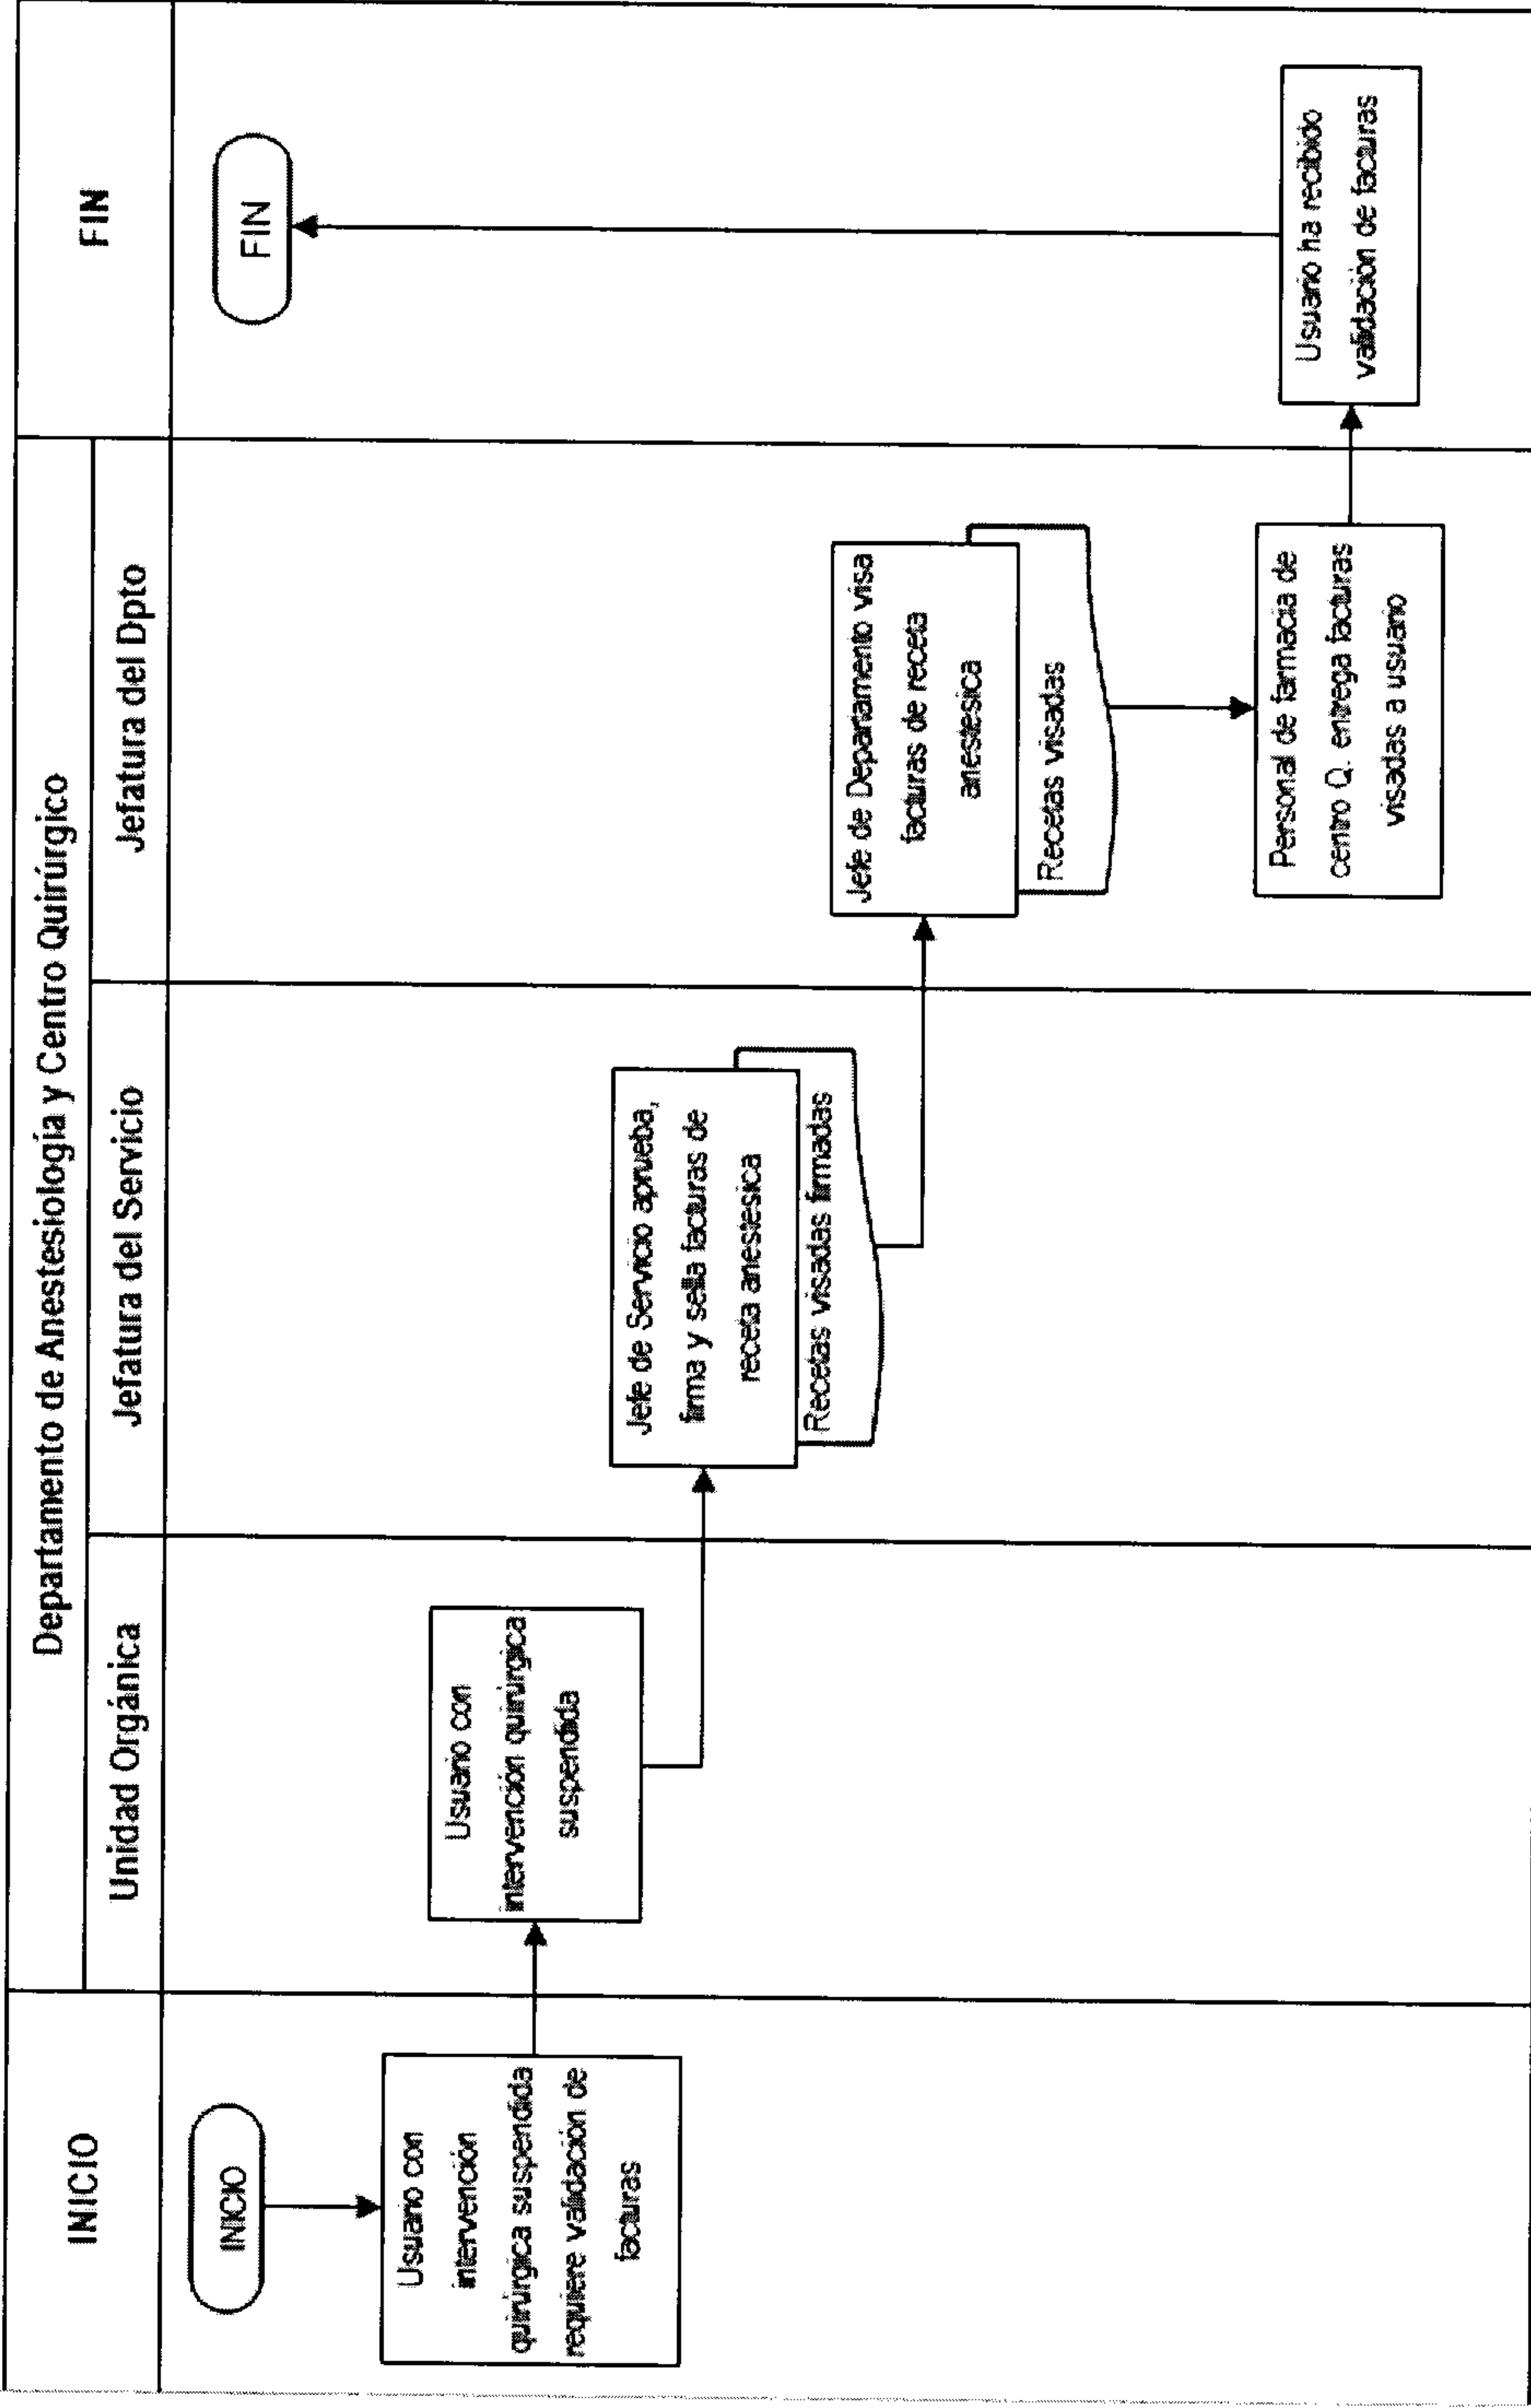 INICIO
Departamento de Anestesiología y Centro Quirúrgico
FIN
Unidad Orgánica
Jefatura del Servicio
Jefatura del Dpto
INICIO
Usuario con
intervención
quirúrgica suspendida
requiere validación de
facturas
Usuario con
intervención quirúrgica
suspendida
Jefe de Servicio aprueba,
firma y sella facturas de
receta anestesica
Recetas visadas firmadas
Jefe de Departamento visa
facturas de receta
anestesica
Recetas visadas
Personal de farmacia de
centro Q. entrega facturas
visadas a usuario
Usuario ha recibido
validación de facturas
FIN